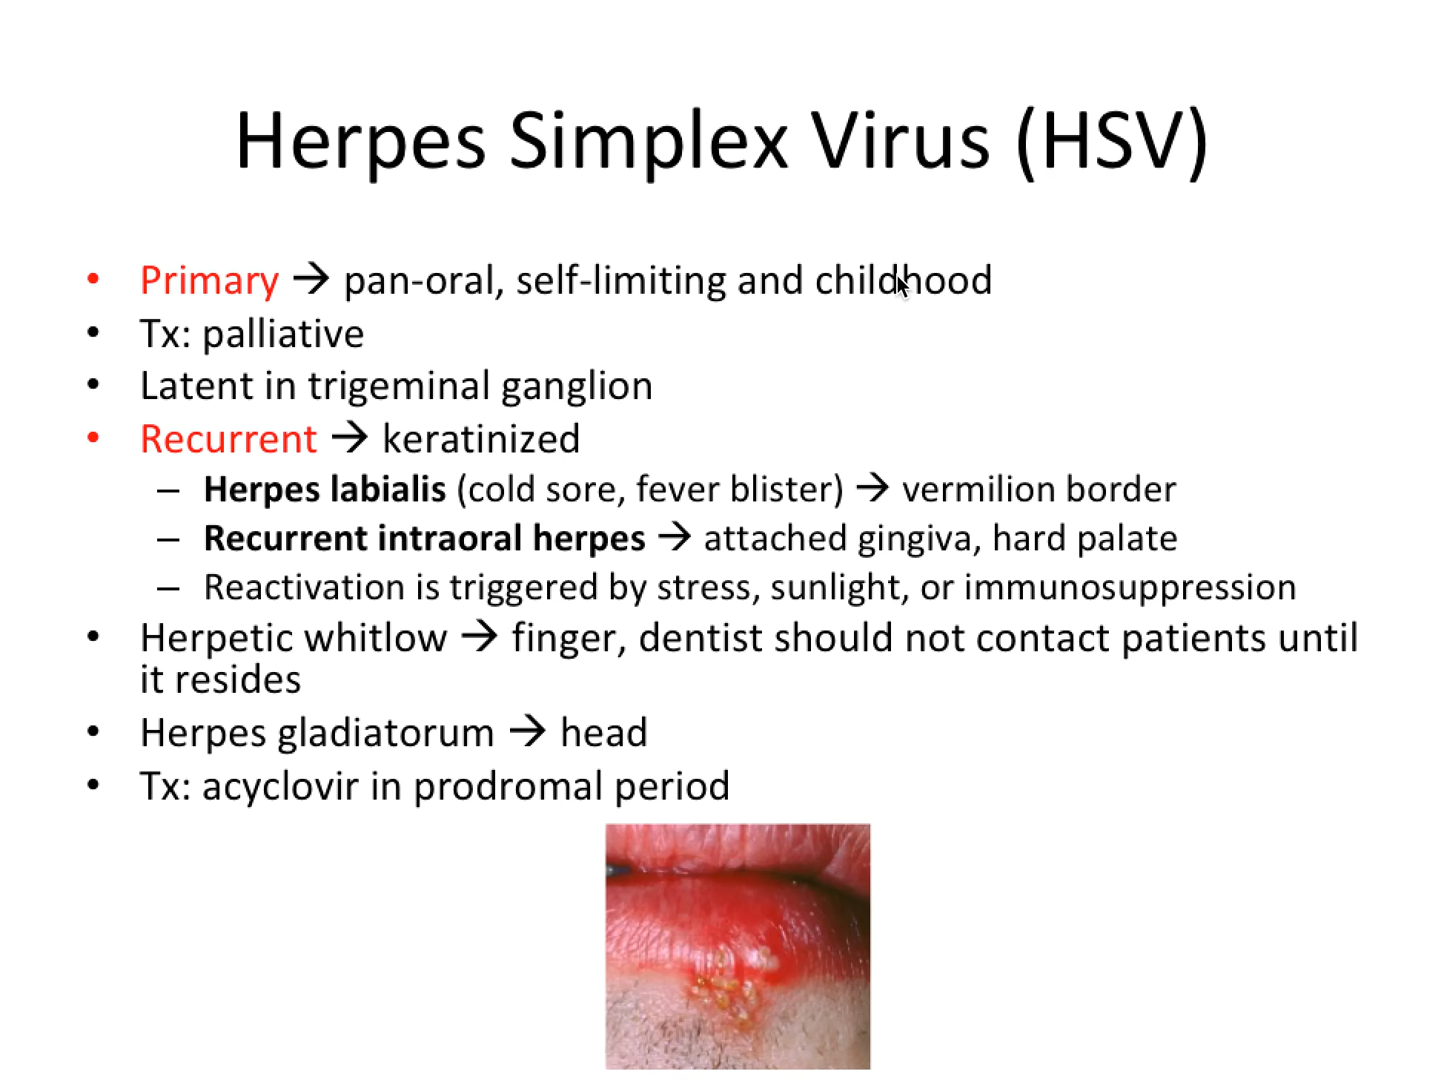 Herpes Simplex Virus (HSV)
• Primary → pan-oral, self-limiting and childhood
• Tx: palliative
• Latent in trigeminal ganglion
• Recurrent → keratinized
– Herpes labialis (cold sore, fever blister) → vermilion border
– Recurrent intraoral herpes → attached gingiva, hard palate
– Reactivation is triggered by stress, sunlight, or immunosuppression
• Herpetic whitlow → finger, dentist should not contact patients until
it resides
• Herpes gladiatorum → head
• Tx: acyclovir in prodromal period